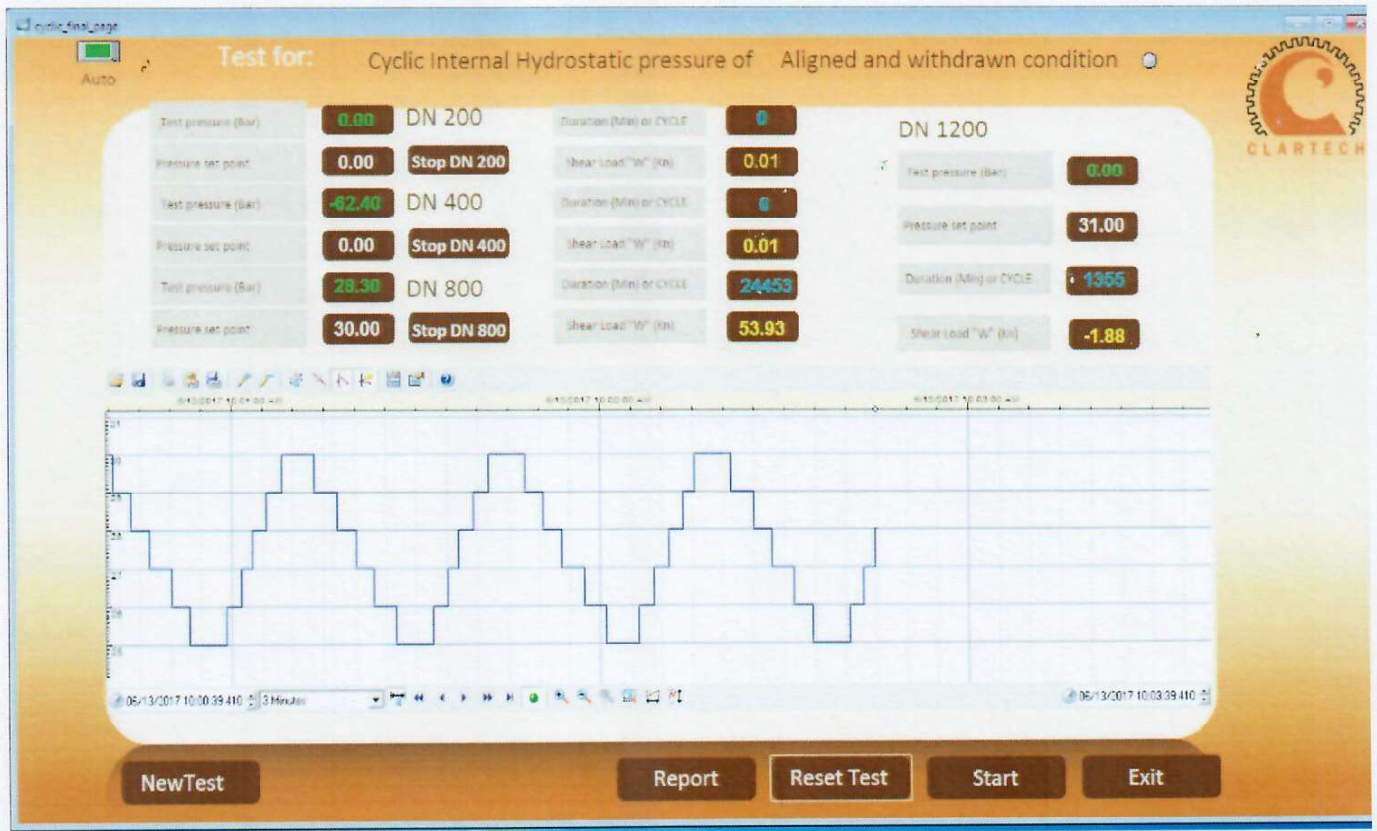 cyclic_final_page
Auto
Test for: Cyclic Internal Hydrostatic pressure of Aligned and withdrawn condition
CLARTECH
Test pressure (Bar) 0.00 DN 200 Duration (Min) or CYCLE 0
Pressure set point 0.00 Stop DN 200 Shear Load "W" (Kn) 0.01
Test pressure (Bar) -62.40 DN 400 Duration (Min) or CYCLE 0
Pressure set point 0.00 Stop DN 400 Shear Load "W" (Kn) 0.01
Test pressure (Bar) 28.30 DN 800 Duration (Min) or CYCLE 24453
Pressure set point 30.00 Stop DN 800 Shear Load "W" (Kn) 53.93
DN 1200
Test pressure (Bar) 0.00
Pressure set point 31.00
Duration (Min) or CYCLE 1355
Shear Load "W" (Kn) -1.88
31
30
29
28
27
26
25
06/13/2017 10:00:39.410 3 Minutes 06/13/2017 10:03:39.410
NewTest Report Reset Test Start Exit